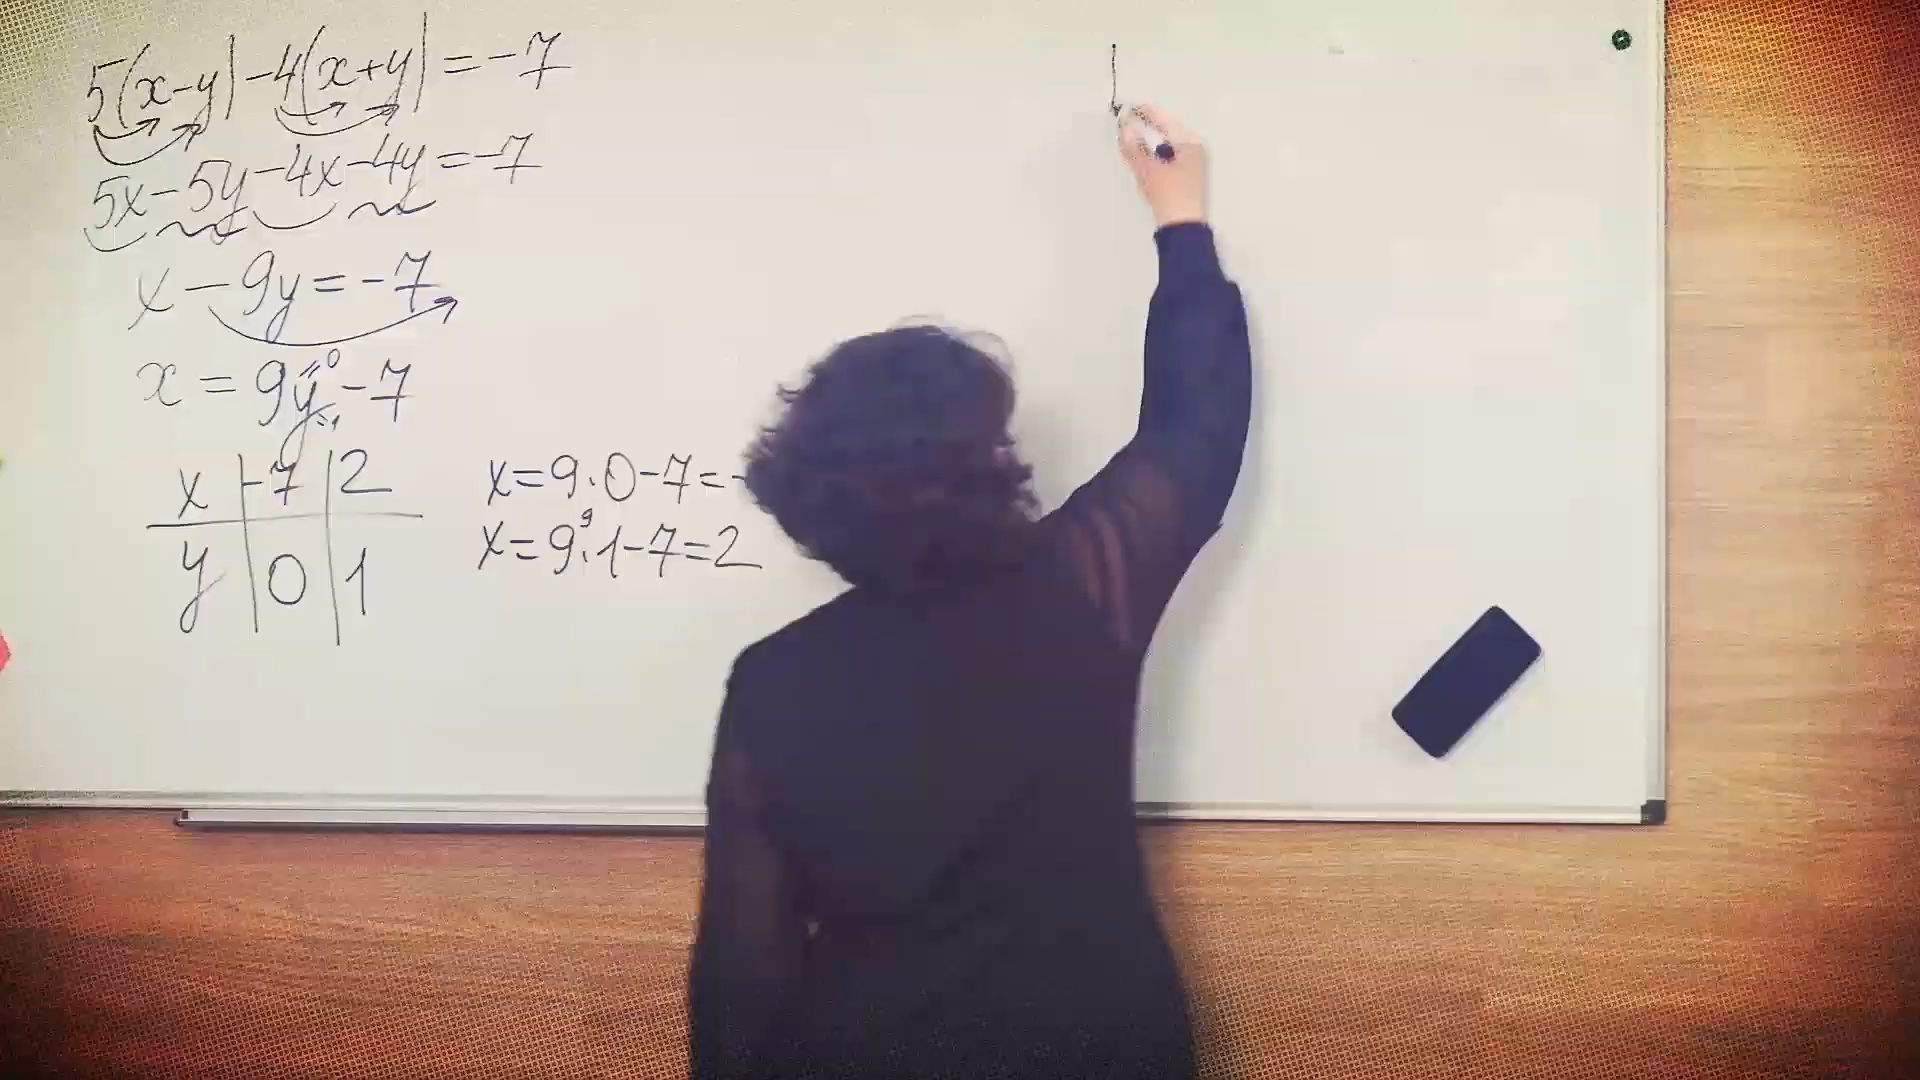 5(x-y)-4(x+y)=-7
5x-5y-4x-4y=-7
x-9y=-7
x=9y-7
x | -7 | 2
y | 0 | 1
x=9·0-7=-
x=9·1-7=2